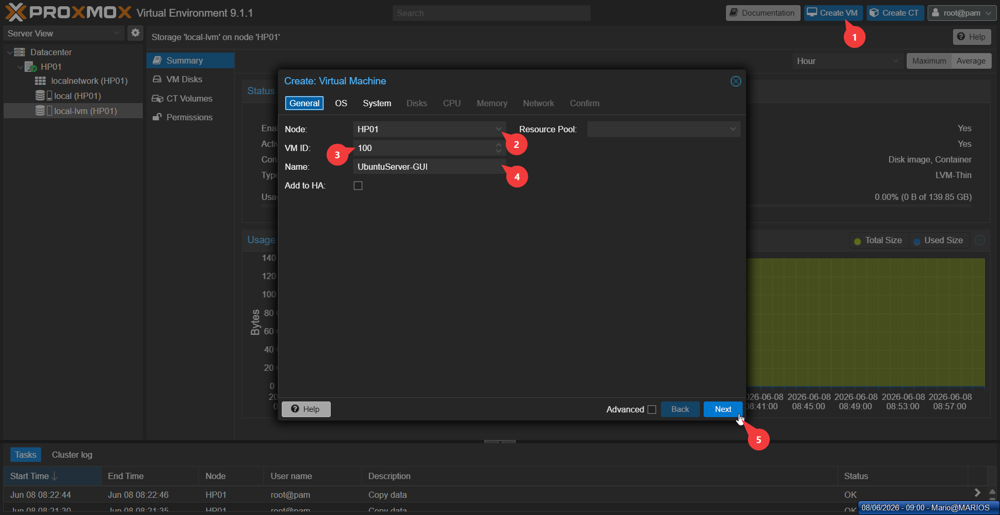 PROXMOX Virtual Environment 9.1.1
Search
Documentation
Create VM
Create CT
root@pam
1
Server View
Storage 'local-lvm' on node 'HP01'
Help
Datacenter
HP01
localnetwork (HP01)
local (HP01)
local-lvm (HP01)
Summary
VM Disks
CT Volumes
Permissions
Hour
Maximum
Average
Status
Ena
Yes
Activ
Yes
Con
Disk image, Container
Type
LVM-Thin
Usa
0.00% (0 B of 139.85 GB)
Create: Virtual Machine
General
OS
System
Disks
CPU
Memory
Network
Confirm
Node:
HP01
2
Resource Pool:
VM ID:
3
100
Name:
UbuntuServer-GUI
4
Add to HA:
Help
Advanced
Back
Next
5
Usage
Total Size
Used Size
Bytes
140
120
100
80
60
40
20
0
20
0
026-06-08 2026-06-08 2026-06-08 2026-06-08 2026-06-08
08:41:00 08:45:00 08:49:00 08:53:00 08:57:00
Tasks
Cluster log
Start Time
End Time
Node
User name
Description
Status
Jun 08 08:22:44
Jun 08 08:22:46
HP01
root@pam
Copy data
OK
Jun 08 08:21:30
Jun 08 08:21:35
HP01
root@pam
Copy data
OK
08/06/2026 - 09:00 - Mario@MARIOS